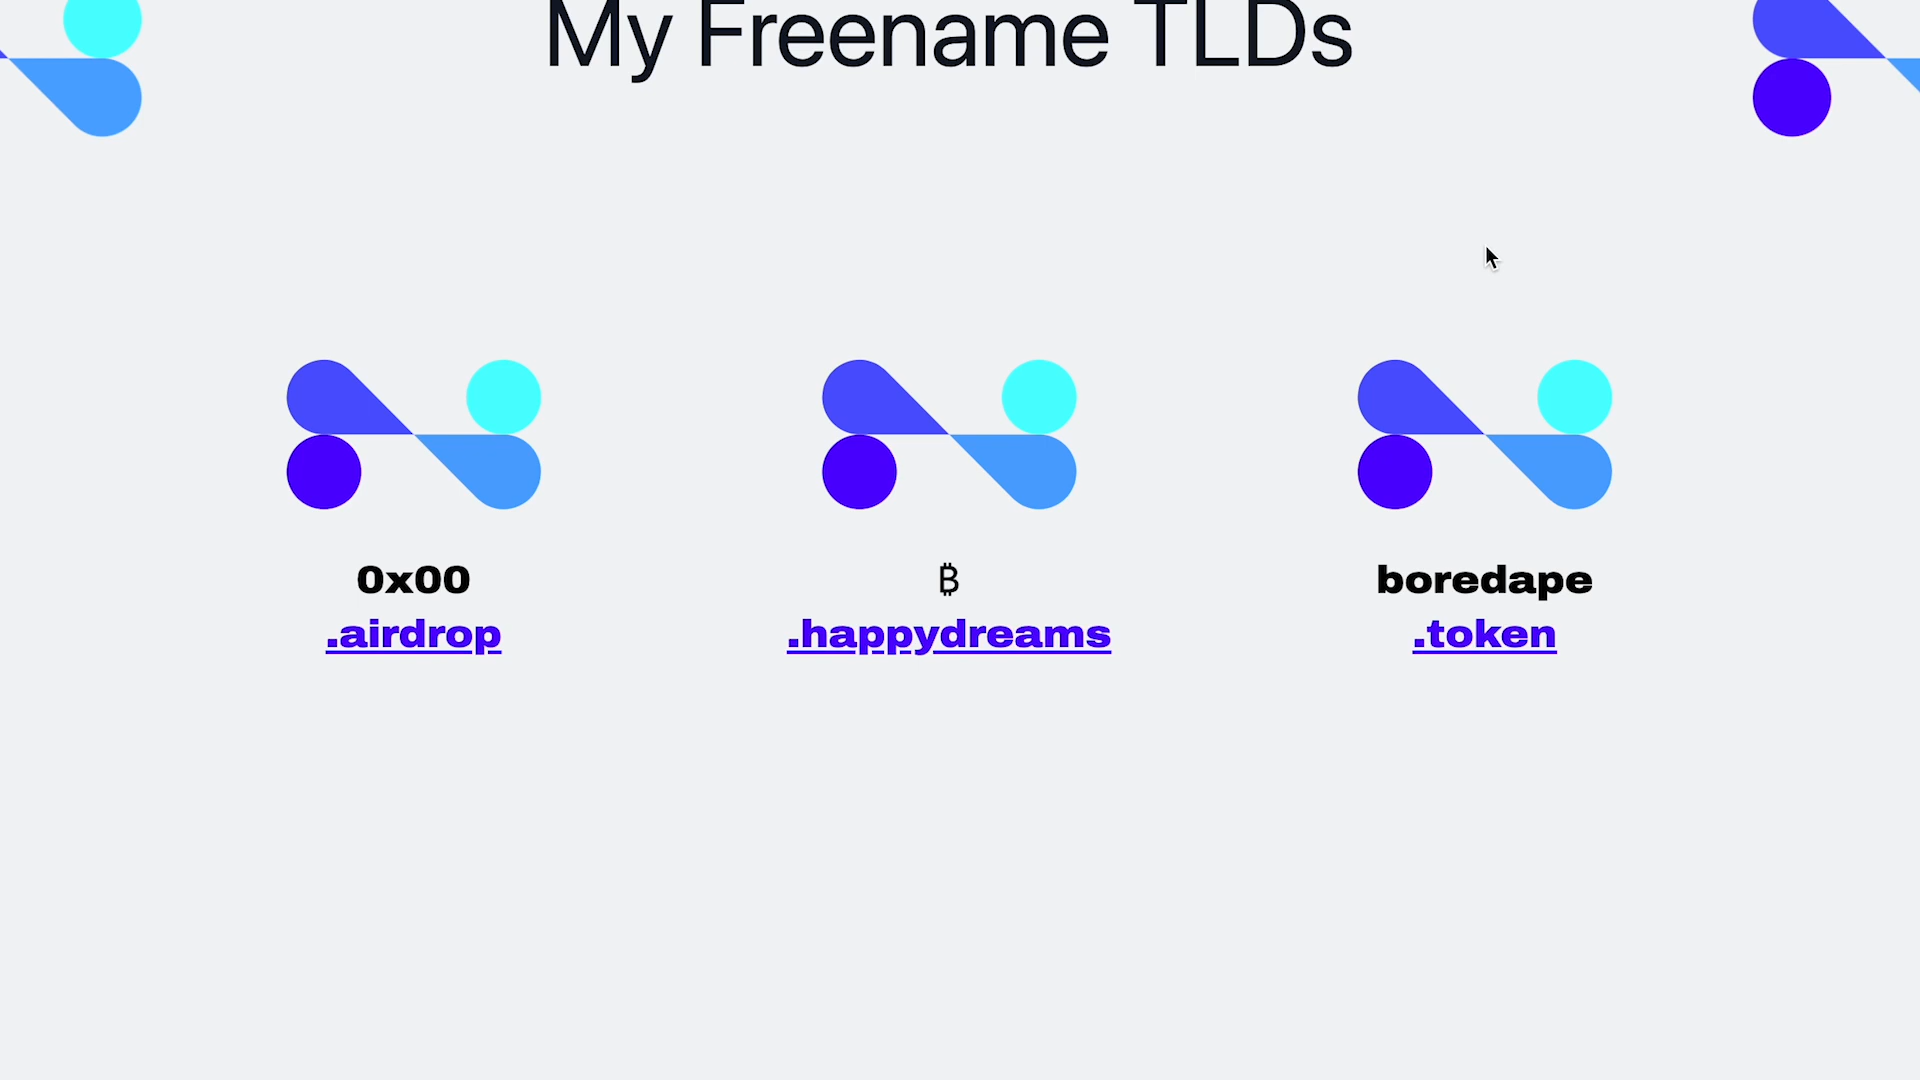 My Freename TLDs
0x00
.airdrop
₿
.happydreams
boredape
.token